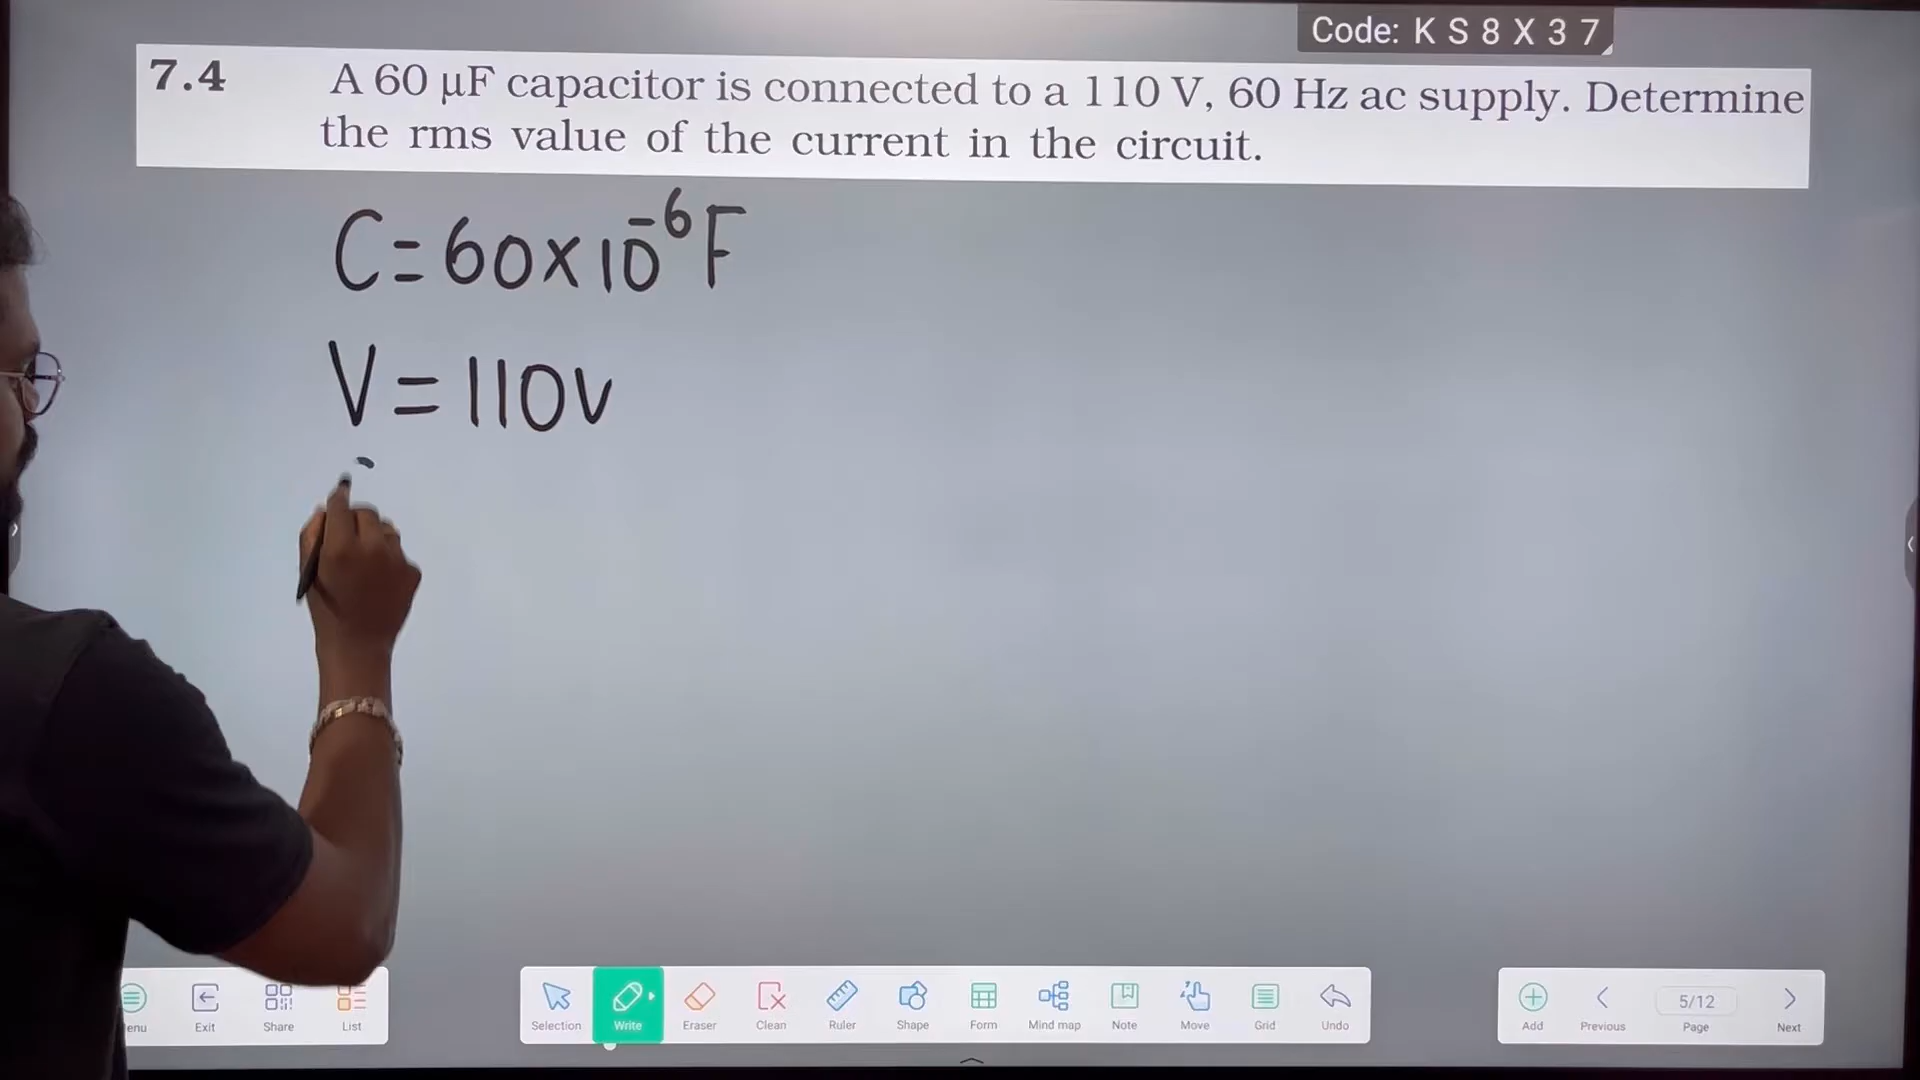 Code: K S 8 X 3 7
7.4 A 60 μF capacitor is connected to a 110 V, 60 Hz ac supply. Determine
the rms value of the current in the circuit.
C=60×10⁻⁶F
V=110v
enu Exit Share List Selection Write Eraser Clean Ruler Shape Form Mind map Note Move Grid Undo Add Previous 5/12 Page Next